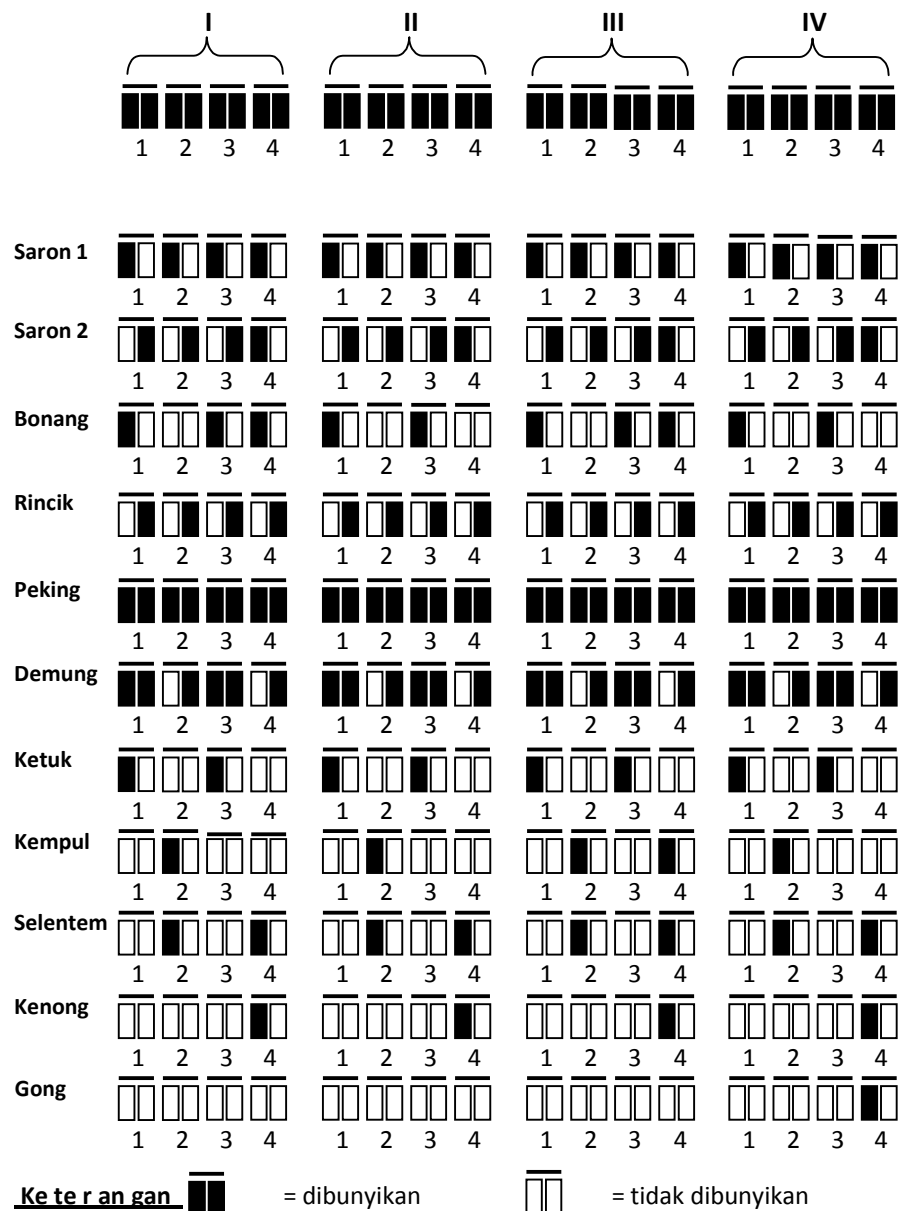 I II III IV
1 2 3 4 1 2 3 4 1 2 3 4 1 2 3 4
Saron 1
1 2 3 4 1 2 3 4 1 2 3 4 1 2 3 4
Saron 2
1 2 3 4 1 2 3 4 1 2 3 4 1 2 3 4
Bonang
1 2 3 4 1 2 3 4 1 2 3 4 1 2 3 4
Rincik
1 2 3 4 1 2 3 4 1 2 3 4 1 2 3 4
Peking
1 2 3 4 1 2 3 4 1 2 3 4 1 2 3 4
Demung
1 2 3 4 1 2 3 4 1 2 3 4 1 2 3 4
Ketuk
1 2 3 4 1 2 3 4 1 2 3 4 1 2 3 4
Kempul
1 2 3 4 1 2 3 4 1 2 3 4 1 2 3 4
Selentem
1 2 3 4 1 2 3 4 1 2 3 4 1 2 3 4
Kenong
1 2 3 4 1 2 3 4 1 2 3 4 1 2 3 4
Gong
1 2 3 4 1 2 3 4 1 2 3 4 1 2 3 4
Ke te r an gan = dibunyikan = tidak dibunyikan